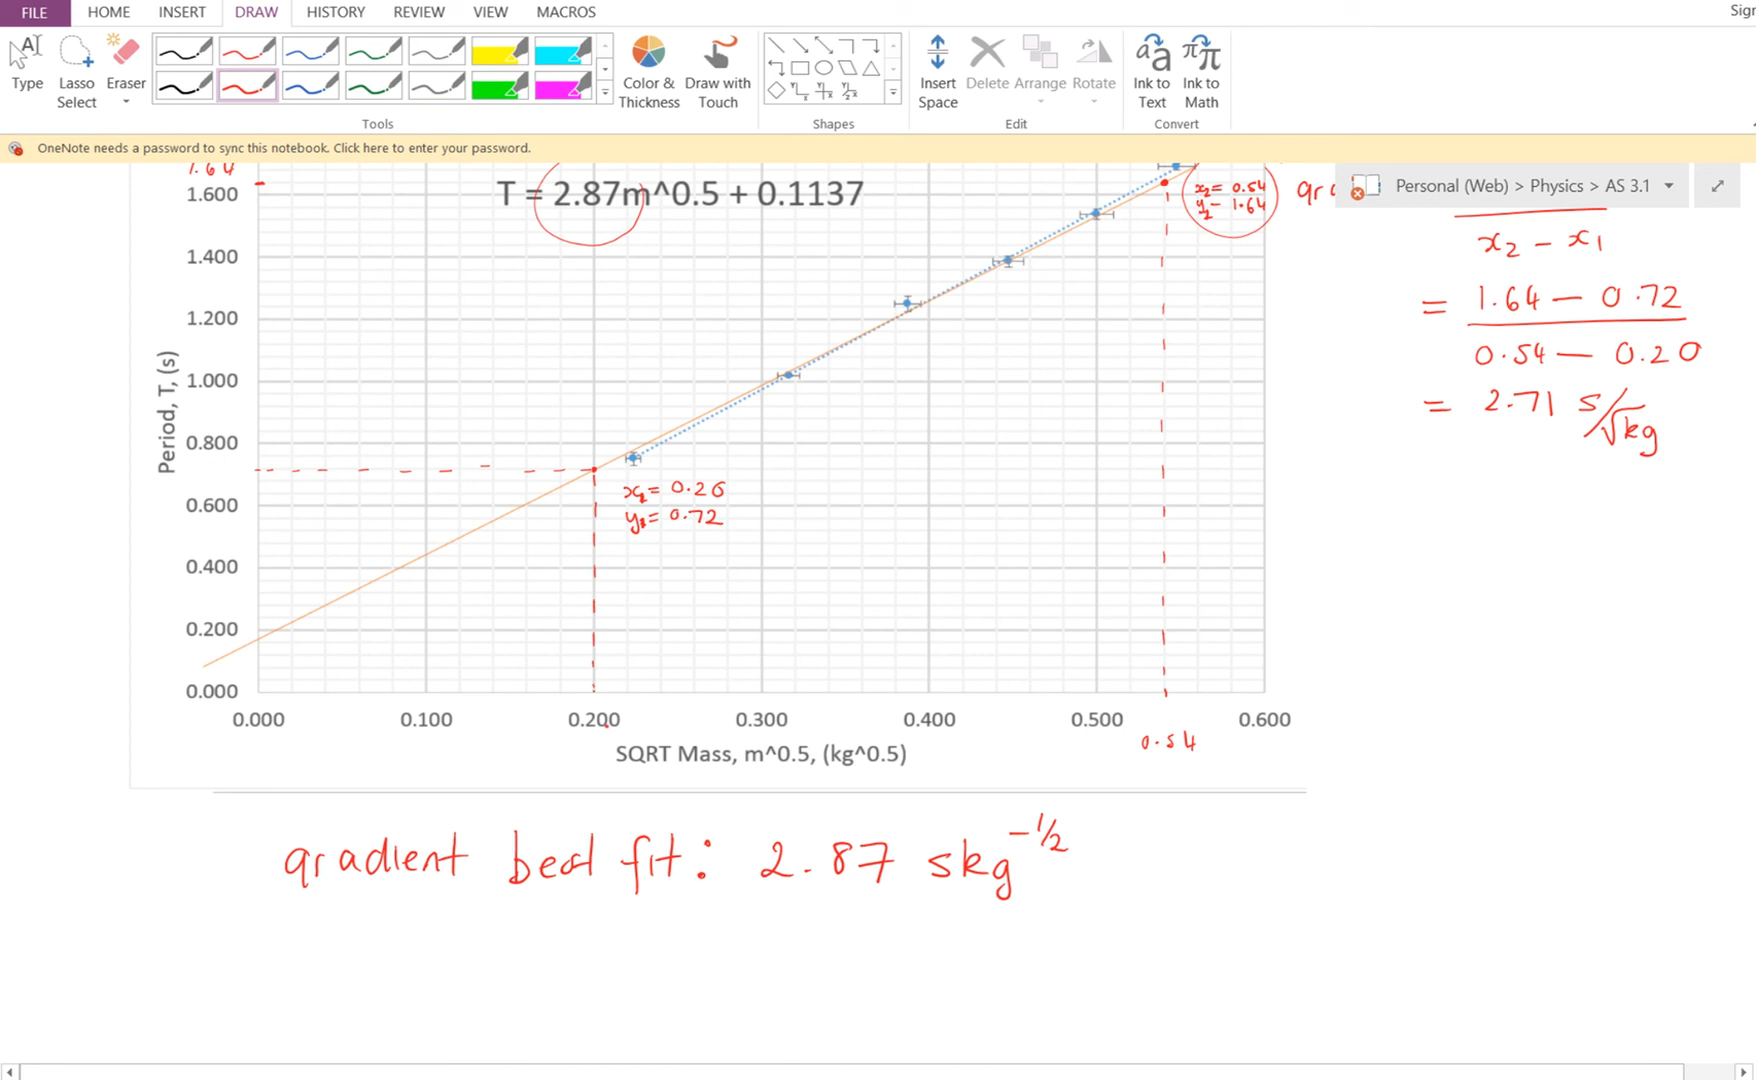 FILE HOME INSERT DRAW HISTORY REVIEW VIEW MACROS
Type
Lasso Select
Eraser
Color & Thickness
Draw with Touch
Insert Space
Delete
Arrange
Rotate
Ink to Text
Ink to Math
Tools Shapes Edit Convert
OneNote needs a password to sync this notebook. Click here to enter your password.
Personal (Web) > Physics > AS 3.1
1.64
T = 2.87m^0.5 + 0.1137
x2 = 0.54
y2 - 1.64
x2 - x1
= 1.64 - 0.72
0.54 - 0.20
= 2.71 s/√kg
1.600
1.400
1.200
1.000
0.800
0.600
0.400
0.200
0.000
Period, T, (s)
= 0.26
= 0.72
0.000 0.100 0.200 0.300 0.400 0.500 0.600
0.54
SQRT Mass, m^0.5, (kg^0.5)
gradient best fit: 2.87 skg^-1/2